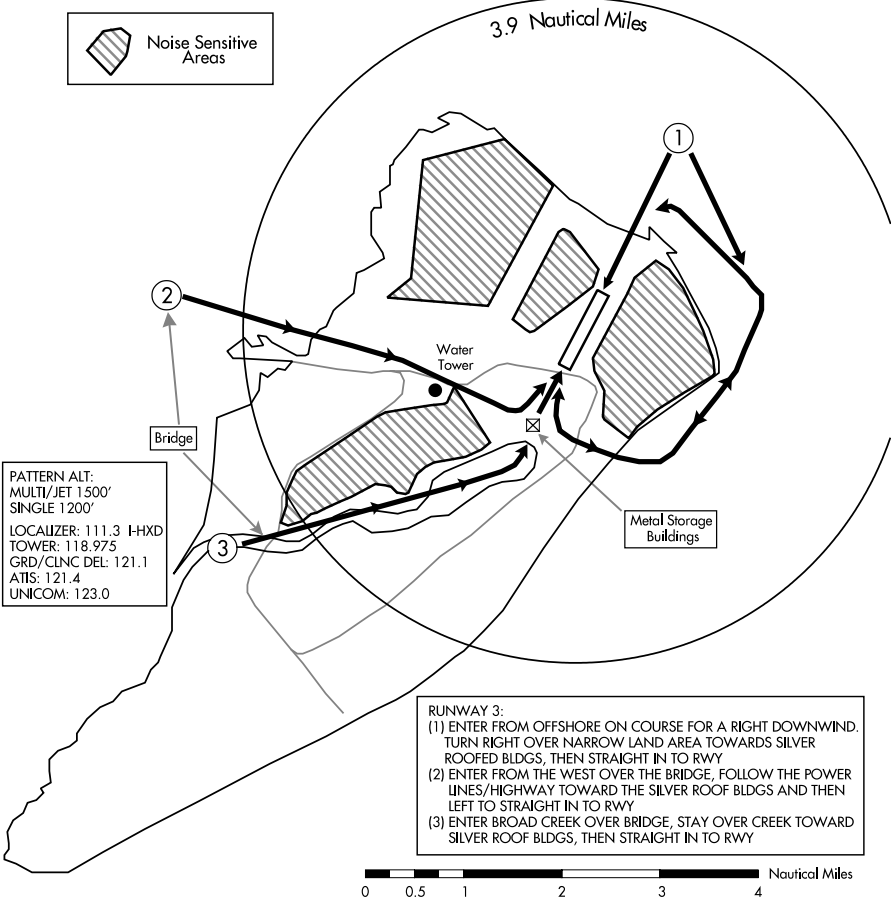 Noise Sensitive
Areas
3.9 Nautical Miles
1
2
Water
Tower
Bridge
PATTERN ALT:
MULTI/JET 1500'
SINGLE 1200'
LOCALIZER: 111.3 I-HXD
TOWER: 118.975
GRD/CLNC DEL: 121.1
ATIS: 121.4
UNICOM: 123.0
3
Metal Storage
Buildings
RUNWAY 3:
(1) ENTER FROM OFFSHORE ON COURSE FOR A RIGHT DOWNWIND.
TURN RIGHT OVER NARROW LAND AREA TOWARDS SILVER
ROOFED BLDGS, THEN STRAIGHT IN TO RWY
(2) ENTER FROM THE WEST OVER THE BRIDGE, FOLLOW THE POWER
LINES/HIGHWAY TOWARD THE SILVER ROOF BLDGS AND THEN
LEFT TO STRAIGHT IN TO RWY
(3) ENTER BROAD CREEK OVER BRIDGE, STAY OVER CREEK TOWARD
SILVER ROOF BLDGS, THEN STRAIGHT IN TO RWY
Nautical Miles
0 0.5 1 2 3 4